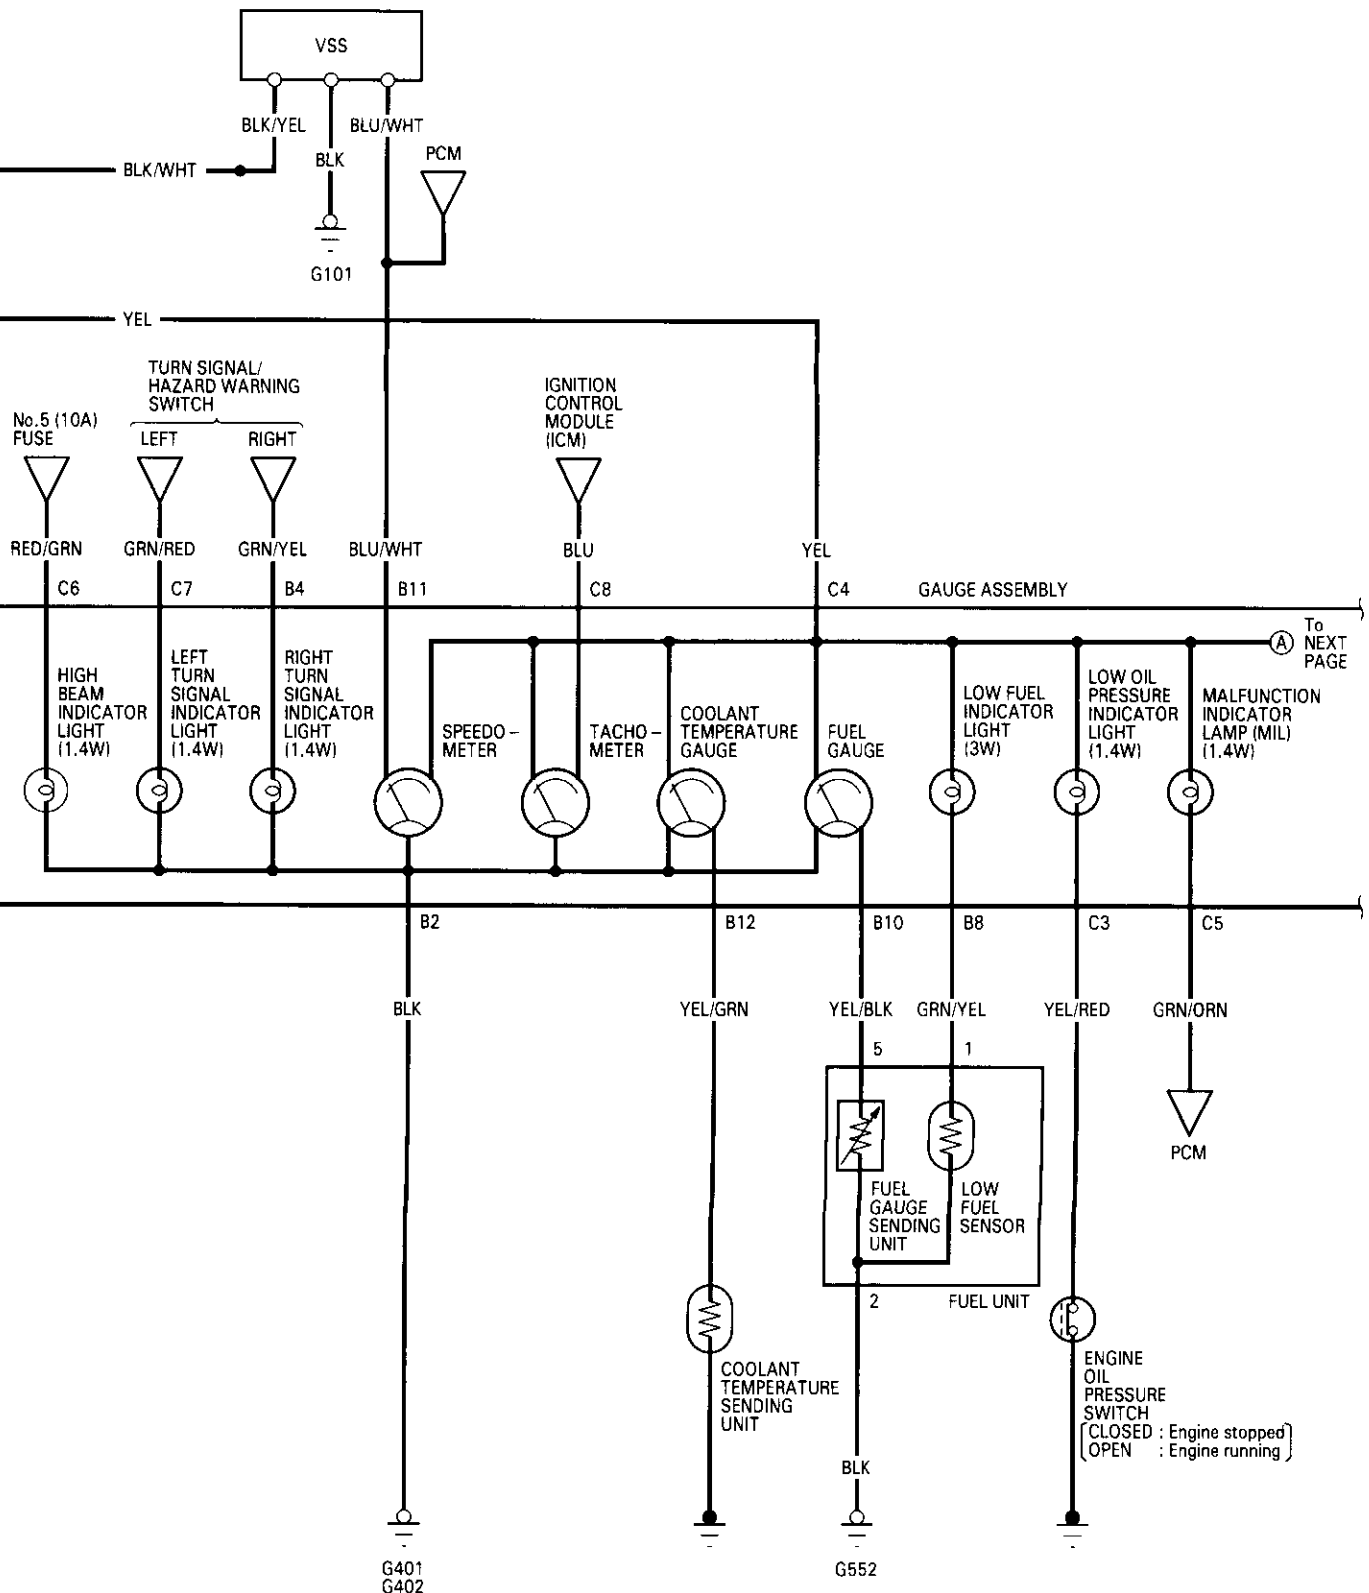 VSS
BLK/YEL
BLU/WHT
BLK
PCM
BLK/WHT
G101
YEL
TURN SIGNAL/
HAZARD WARNING
SWITCH
No.5 (10A)
FUSE
LEFT
RIGHT
IGNITION
CONTROL
MODULE
(ICM)
RED/GRN
GRN/RED
GRN/YEL
BLU/WHT
BLU
YEL
C6
C7
B4
B11
C8
C4
GAUGE ASSEMBLY
A
To
NEXT
PAGE
HIGH
BEAM
INDICATOR
LIGHT
(1.4W)
LEFT
TURN
SIGNAL
INDICATOR
LIGHT
(1.4W)
RIGHT
TURN
SIGNAL
INDICATOR
LIGHT
(1.4W)
SPEEDO–
METER
TACHO–
METER
COOLANT
TEMPERATURE
GAUGE
FUEL
GAUGE
LOW FUEL
INDICATOR
LIGHT
(3W)
LOW OIL
PRESSURE
INDICATOR
LIGHT
(1.4W)
MALFUNCTION
INDICATOR
LAMP (MIL)
(1.4W)
B2
B12
B10
B8
C3
C5
BLK
YEL/GRN
YEL/BLK
GRN/YEL
YEL/RED
GRN/ORN
5
1
PCM
FUEL
GAUGE
SENDING
UNIT
LOW
FUEL
SENSOR
2
FUEL UNIT
COOLANT
TEMPERATURE
SENDING
UNIT
ENGINE
OIL
PRESSURE
SWITCH
CLOSED : Engine stopped
OPEN : Engine running
BLK
G401
G402
G552